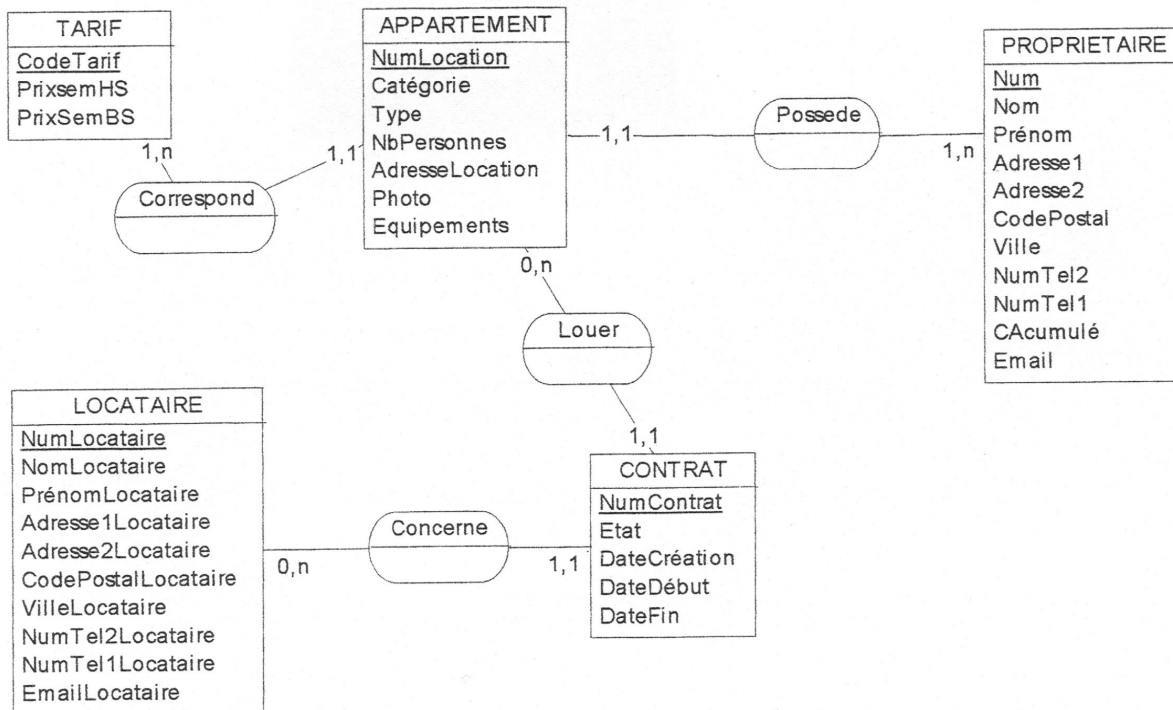 TARIF
CodeTarif
PrixsemHS
PrixSemBS
1,n
Correspond
1,1
APPARTEMENT
NumLocation
Catégorie
Type
NbPersonnes
AdresseLocation
Photo
Equipements
1,1
Possede
1,n
PROPRIETAIRE
Num
Nom
Prénom
Adresse1
Adresse2
CodePostal
Ville
NumTel2
NumTel1
CAcumulé
Email
0,n
Louer
1,1
LOCATAIRE
NumLocataire
NomLocataire
PrénomLocataire
Adresse1Locataire
Adresse2Locataire
CodePostalLocataire
VilleLocataire
NumTel2Locataire
NumTel1Locataire
EmailLocataire
0,n
Concerne
1,1
CONTRAT
NumContrat
Etat
DateCréation
DateDébut
DateFin